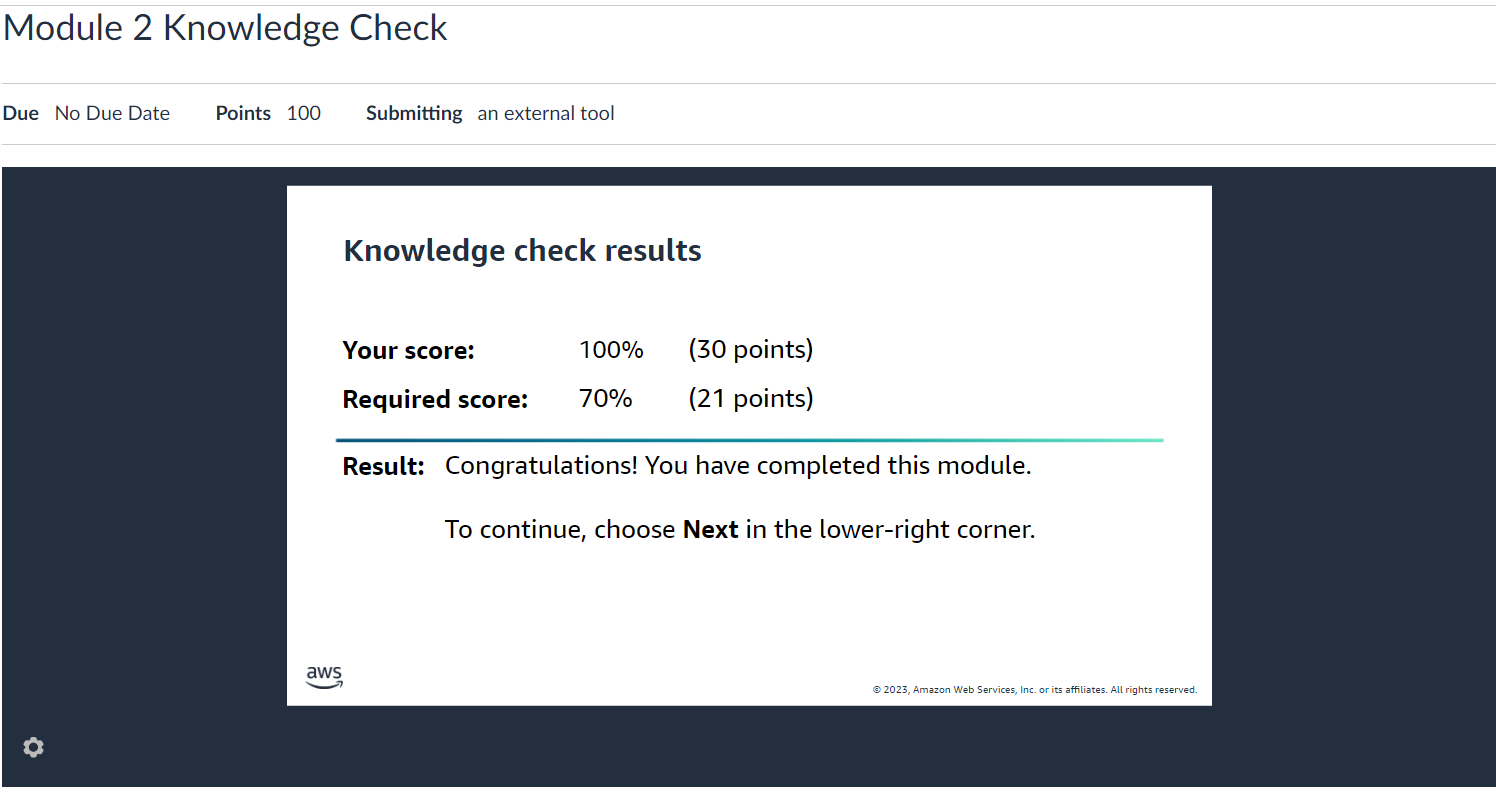 Module 2 Knowledge Check
Due No Due Date Points 100 Submitting an external tool
Knowledge check results
Your score: 100% (30 points)
Required score: 70% (21 points)
Result: Congratulations! You have completed this module.
To continue, choose Next in the lower-right corner.
aws
© 2023, Amazon Web Services, Inc. or its affiliates. All rights reserved.